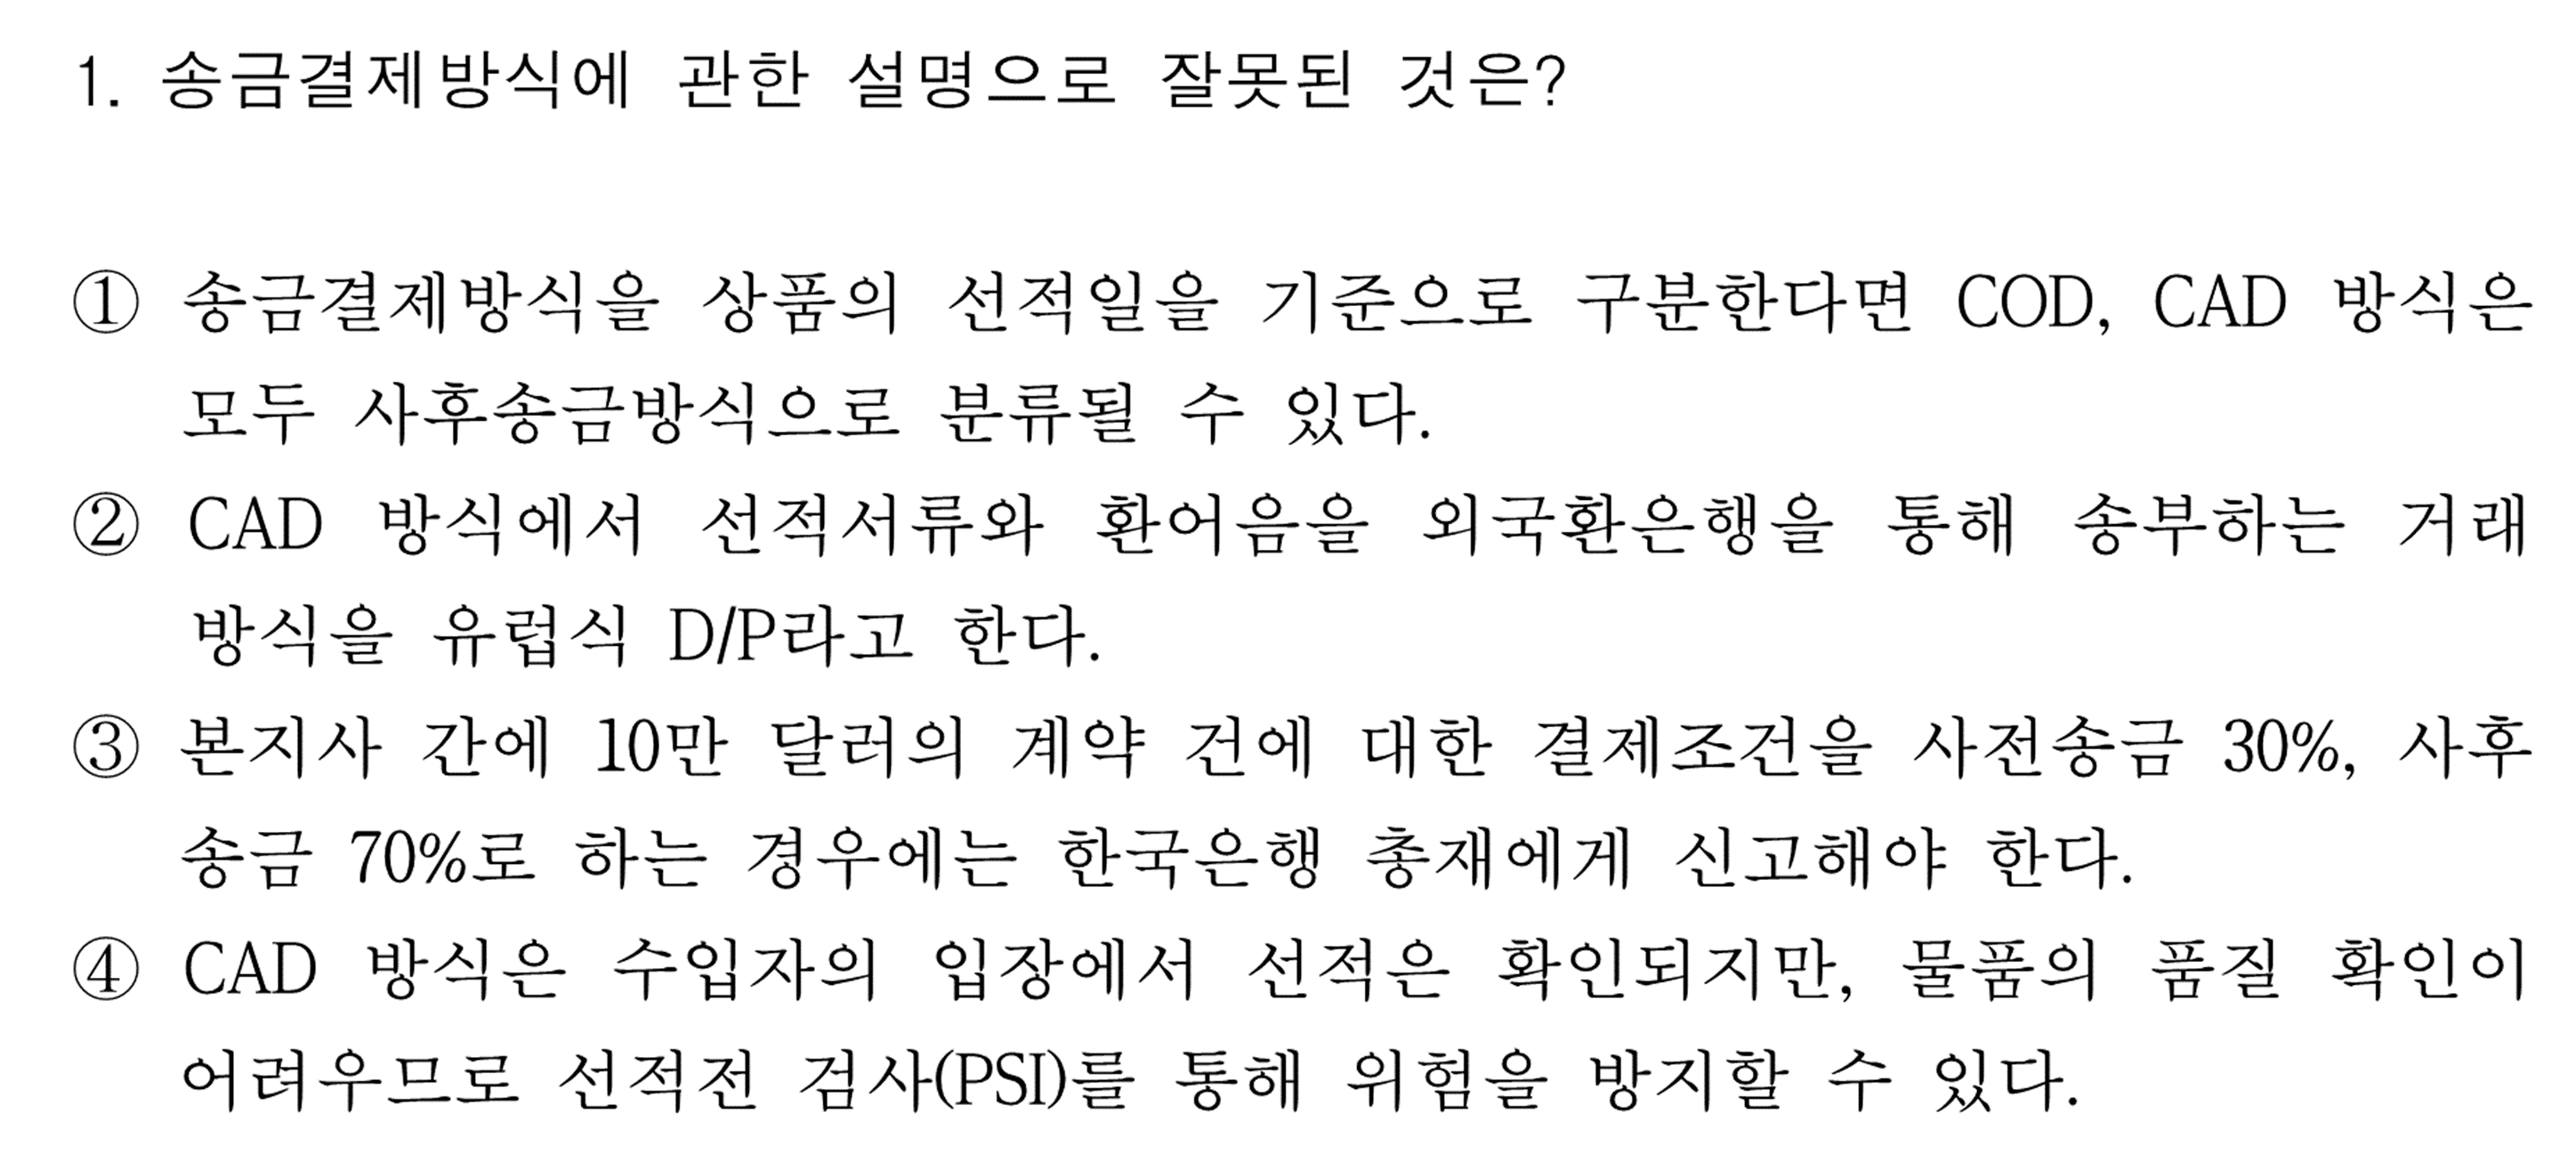 1. 송금결제방식에 관한 설명으로 잘못된 것은?
① 송금결제방식을 상품의 선적일을 기준으로 구분한다면 COD, CAD 방식은
모두 사후송금방식으로 분류될 수 있다.
② CAD 방식에서 선적서류와 환어음을 외국환은행을 통해 송부하는 거래
방식을 유럽식 D/P라고 한다.
③ 본지사 간에 10만 달러의 계약 건에 대한 결제조건을 사전송금 30%, 사후
송금 70%로 하는 경우에는 한국은행 총재에게 신고해야 한다.
④ CAD 방식은 수입자의 입장에서 선적은 확인되지만, 물품의 품질 확인이
어려우므로 선적전 검사(PSI)를 통해 위험을 방지할 수 있다.